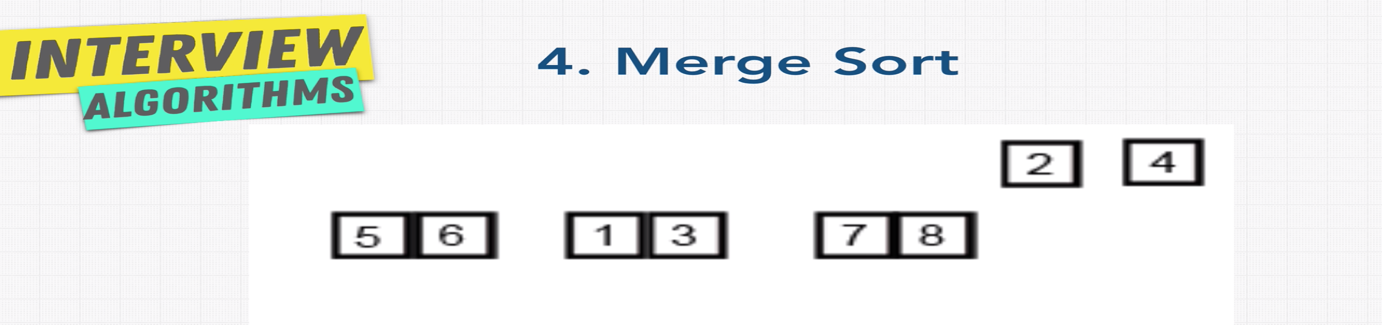 INTERVIEW
ALGORITHMS
4. Merge Sort
2 4
5 6 1 3 7 8